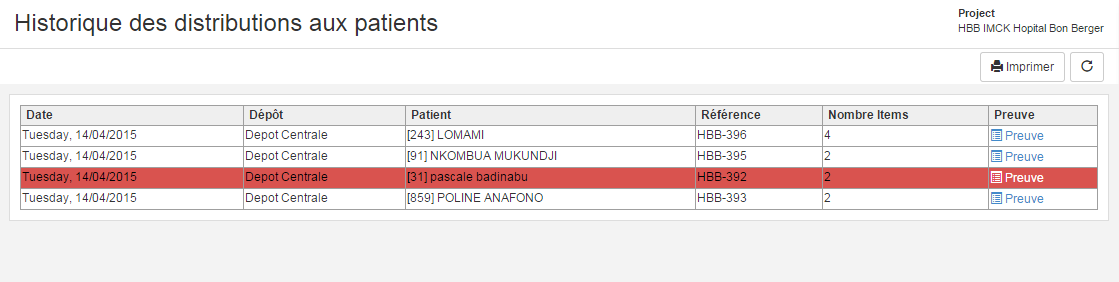 Historique des distributions aux patients
Project
HBB IMCK Hopital Bon Berger
Imprimer
Date Dépôt Patient Référence Nombre Items Preuve
Tuesday, 14/04/2015 Depot Centrale [243] LOMAMI HBB-396 4 Preuve
Tuesday, 14/04/2015 Depot Centrale [91] NKOMBUA MUKUNDJI HBB-395 2 Preuve
Tuesday, 14/04/2015 Depot Centrale [31] pascale badinabu HBB-392 2 Preuve
Tuesday, 14/04/2015 Depot Centrale [859] POLINE ANAFONO HBB-393 2 Preuve